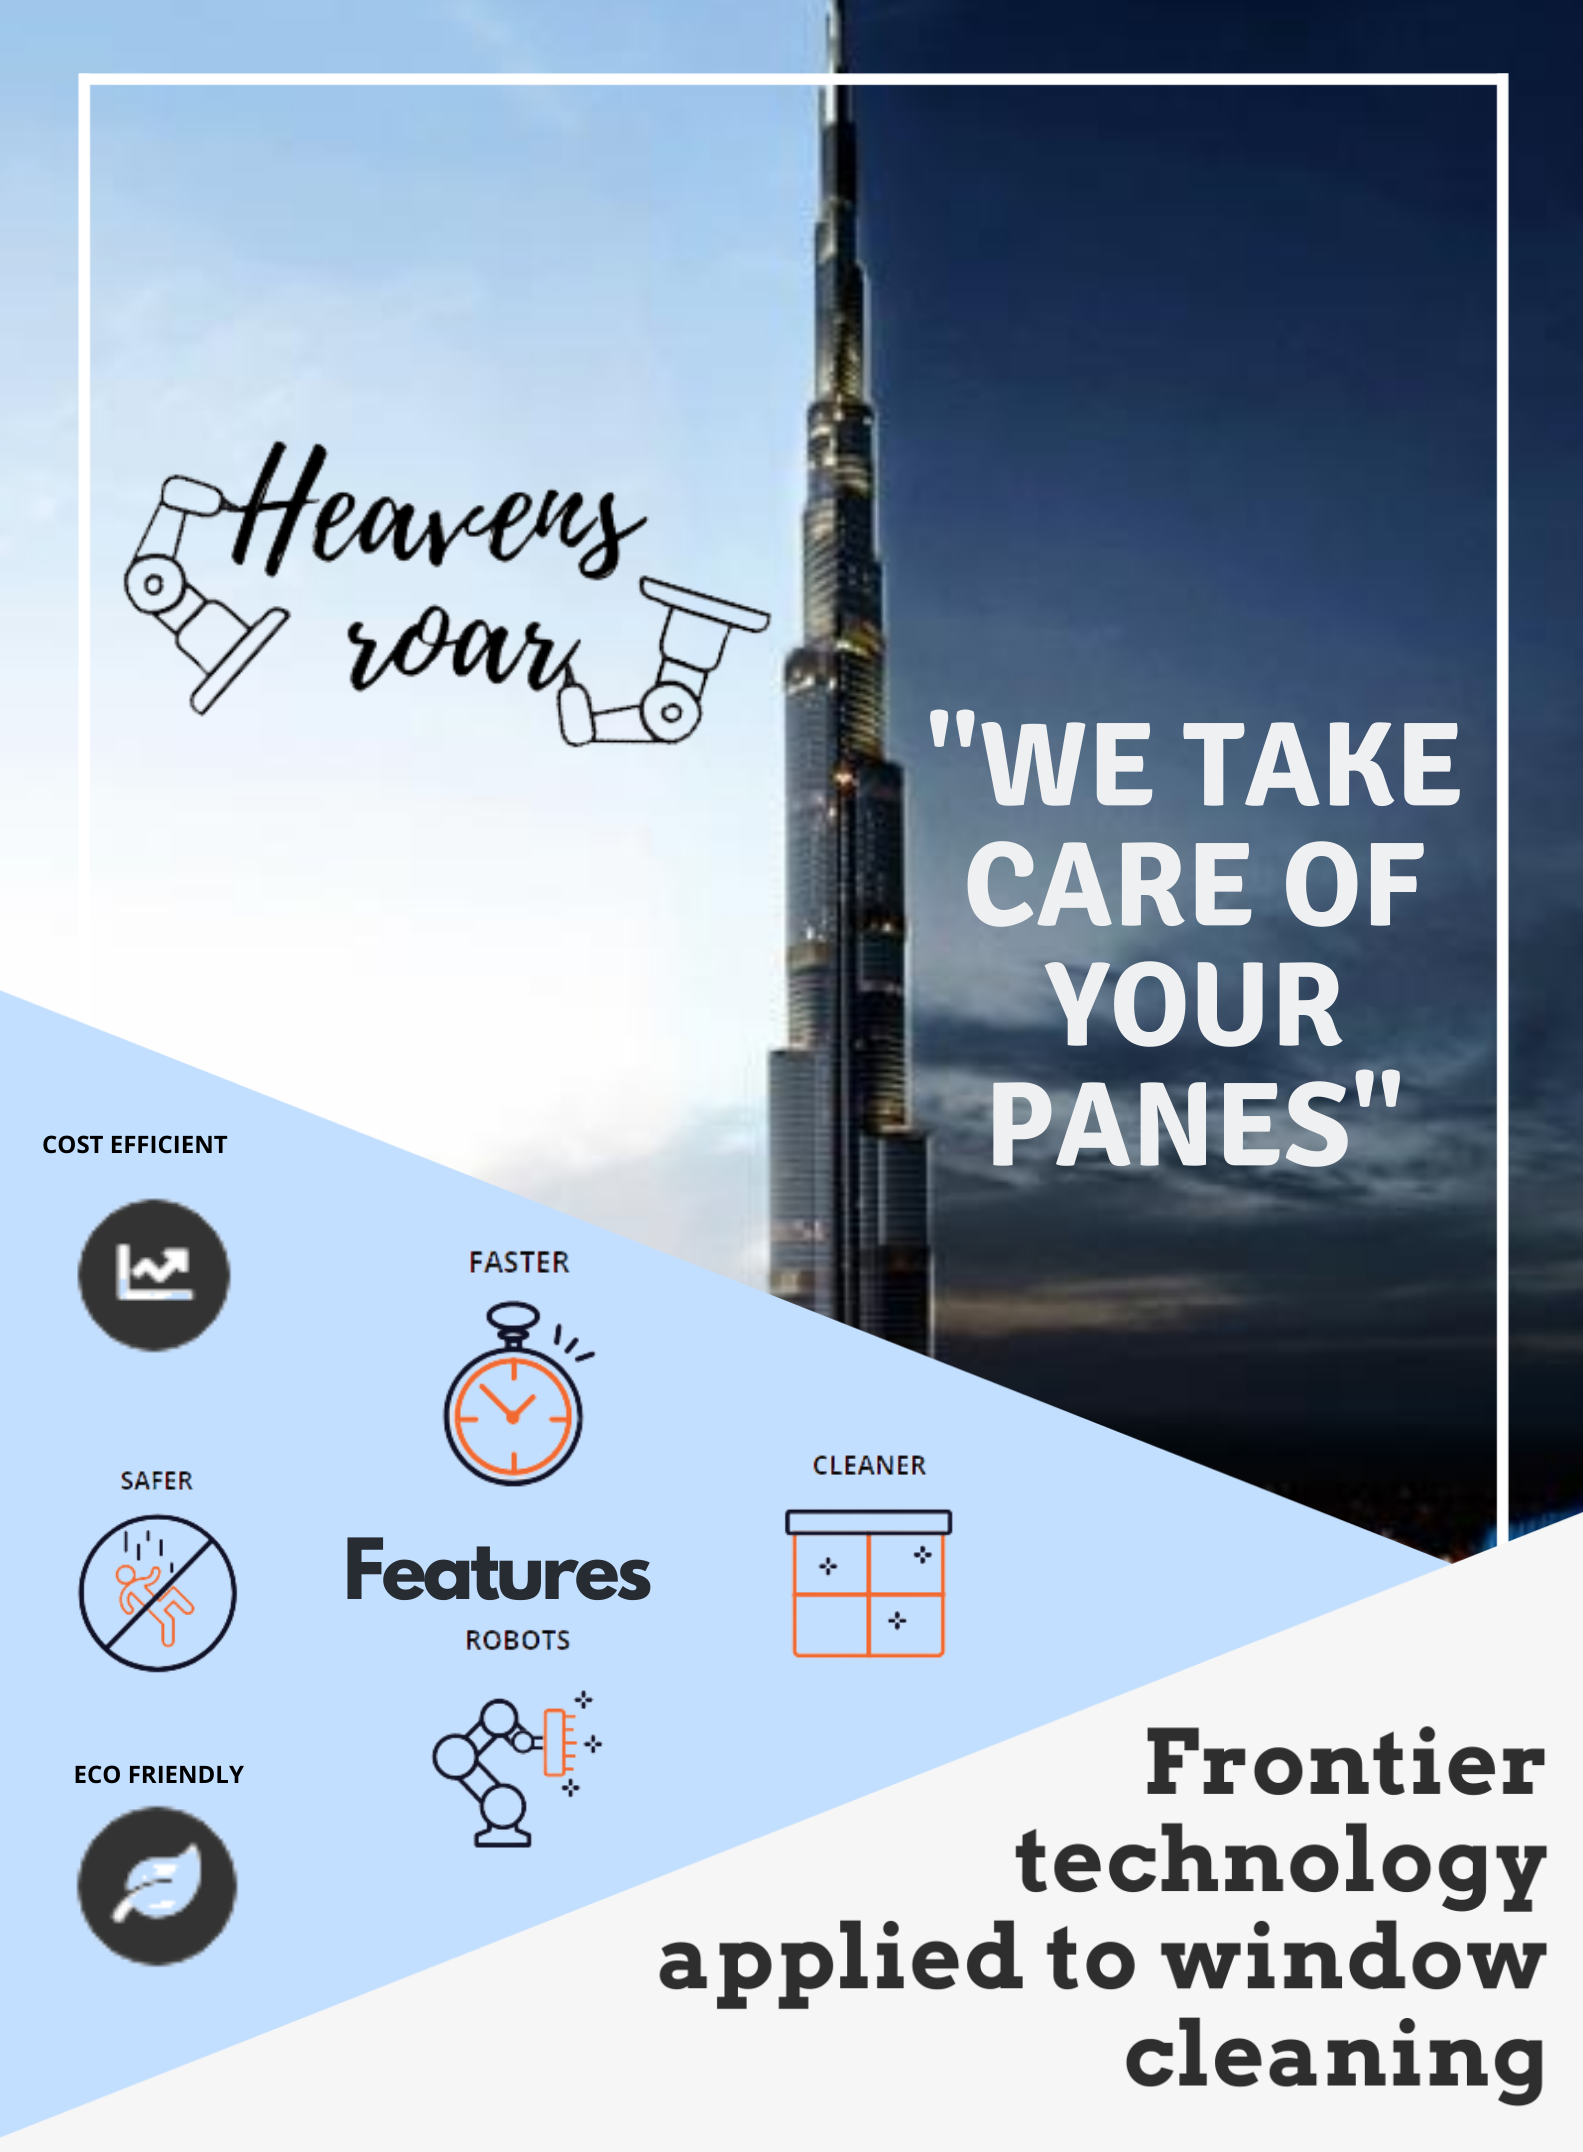 Heavens
roar
"WE TAKE
CARE OF
YOUR
PANES"
COST EFFICIENT
FASTER
CLEANER
SAFER
Features
ROBOTS
ECO FRIENDLY
Frontier
technology
applied to window
cleaning